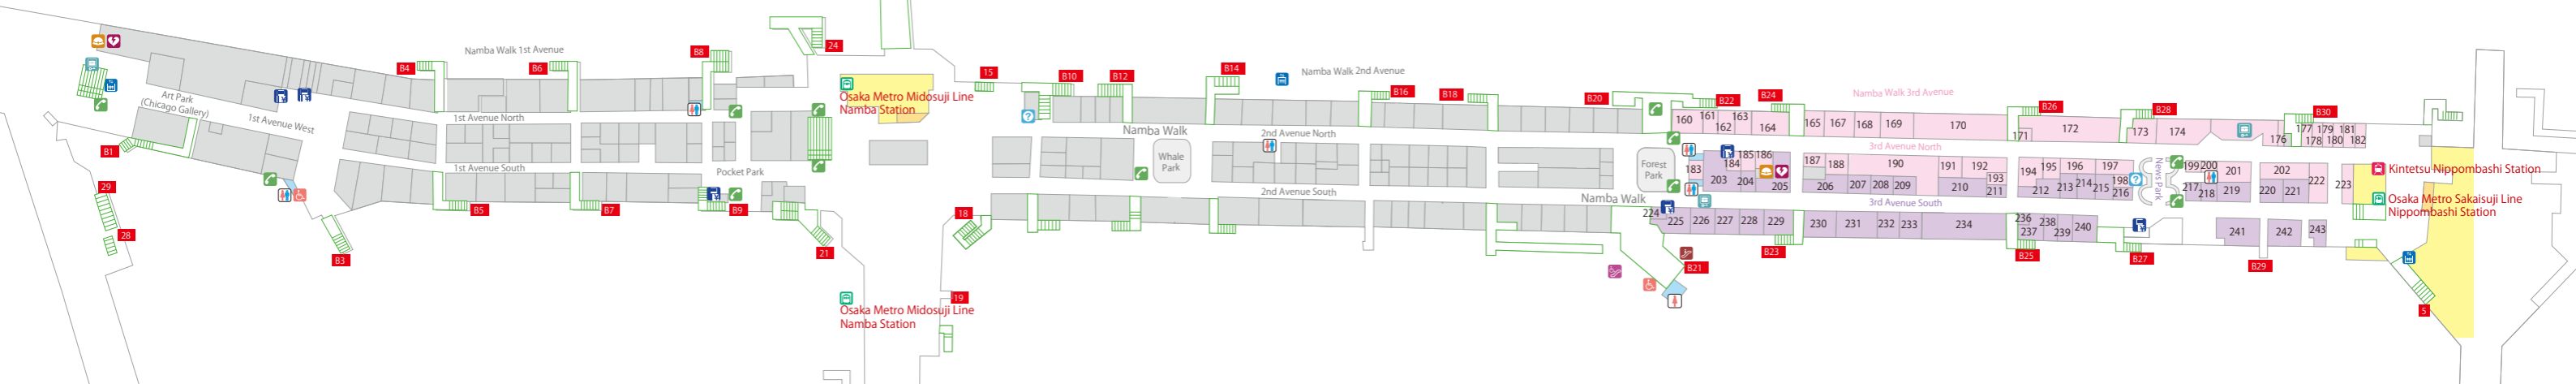 Namba Walk 1st Avenue
B4
B6
B8
24
Art Park
(Chicago Gallery)
1st Avenue West
1st Avenue North
1st Avenue South
Pocket Park
B1
29
28
B3
B5
B7
B9
21
Osaka Metro Midosuji Line
Namba Station
Osaka Metro Midosuji Line
Namba Station
15
18
19
B10
B12
B14
Namba Walk 2nd Avenue
B16
B18
B20
Namba Walk
Whale
Park
2nd Avenue North
2nd Avenue South
Forest
Park
Namba Walk
B22
B24
Namba Walk 3rd Avenue
B26
B28
B30
160
161
162
163
164
165
167
168
169
170
171
172
173
174
176
177
178
179
180
181
182
3rd Avenue North
183
184
185
186
187
188
190
191
192
193
194
195
196
197
198
News Park
199
200
201
202
222
223
203
204
205
206
207
208
209
210
211
212
213
214
215
216
217
218
219
220
221
3rd Avenue South
224
225
226
227
228
229
230
231
232
233
234
236
237
238
239
240
241
242
243
B21
B23
B25
B27
B29
5
Kintetsu Nippombashi Station
Osaka Metro Sakaisuji Line
Nippombashi Station